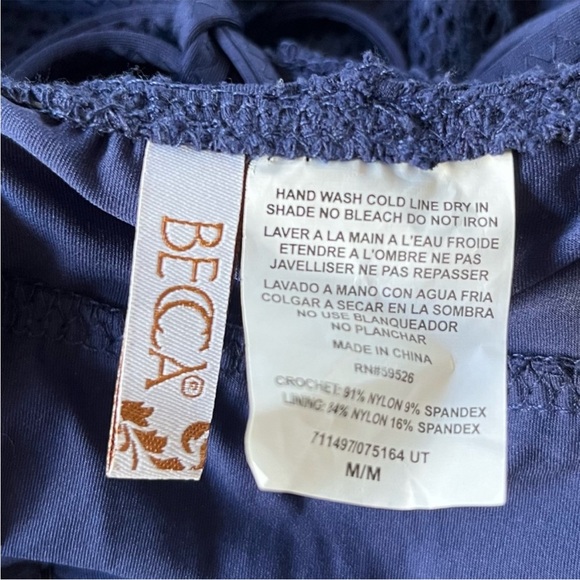 BECCA©
HAND WASH COLD LINE DRY IN
SHADE NO BLEACH DO NOT IRON
LAVER A LA MAIN A L'EAU FROIDE
ETENDRE A L'OMBRE NE PAS
JAVELLISER NE PAS REPASSER
LAVADO A MANO CON AGUA FRIA
COLGAR A SECAR EN LA SOMBRA
NO USE BLANQUEADOR
NO PLANCHAR
MADE IN CHINA
RN#59526
CROCHET: 91% NYLON 9% SPANDEX
LINING: 84% NYLON 16% SPANDEX
711497/075164 UT
M/M